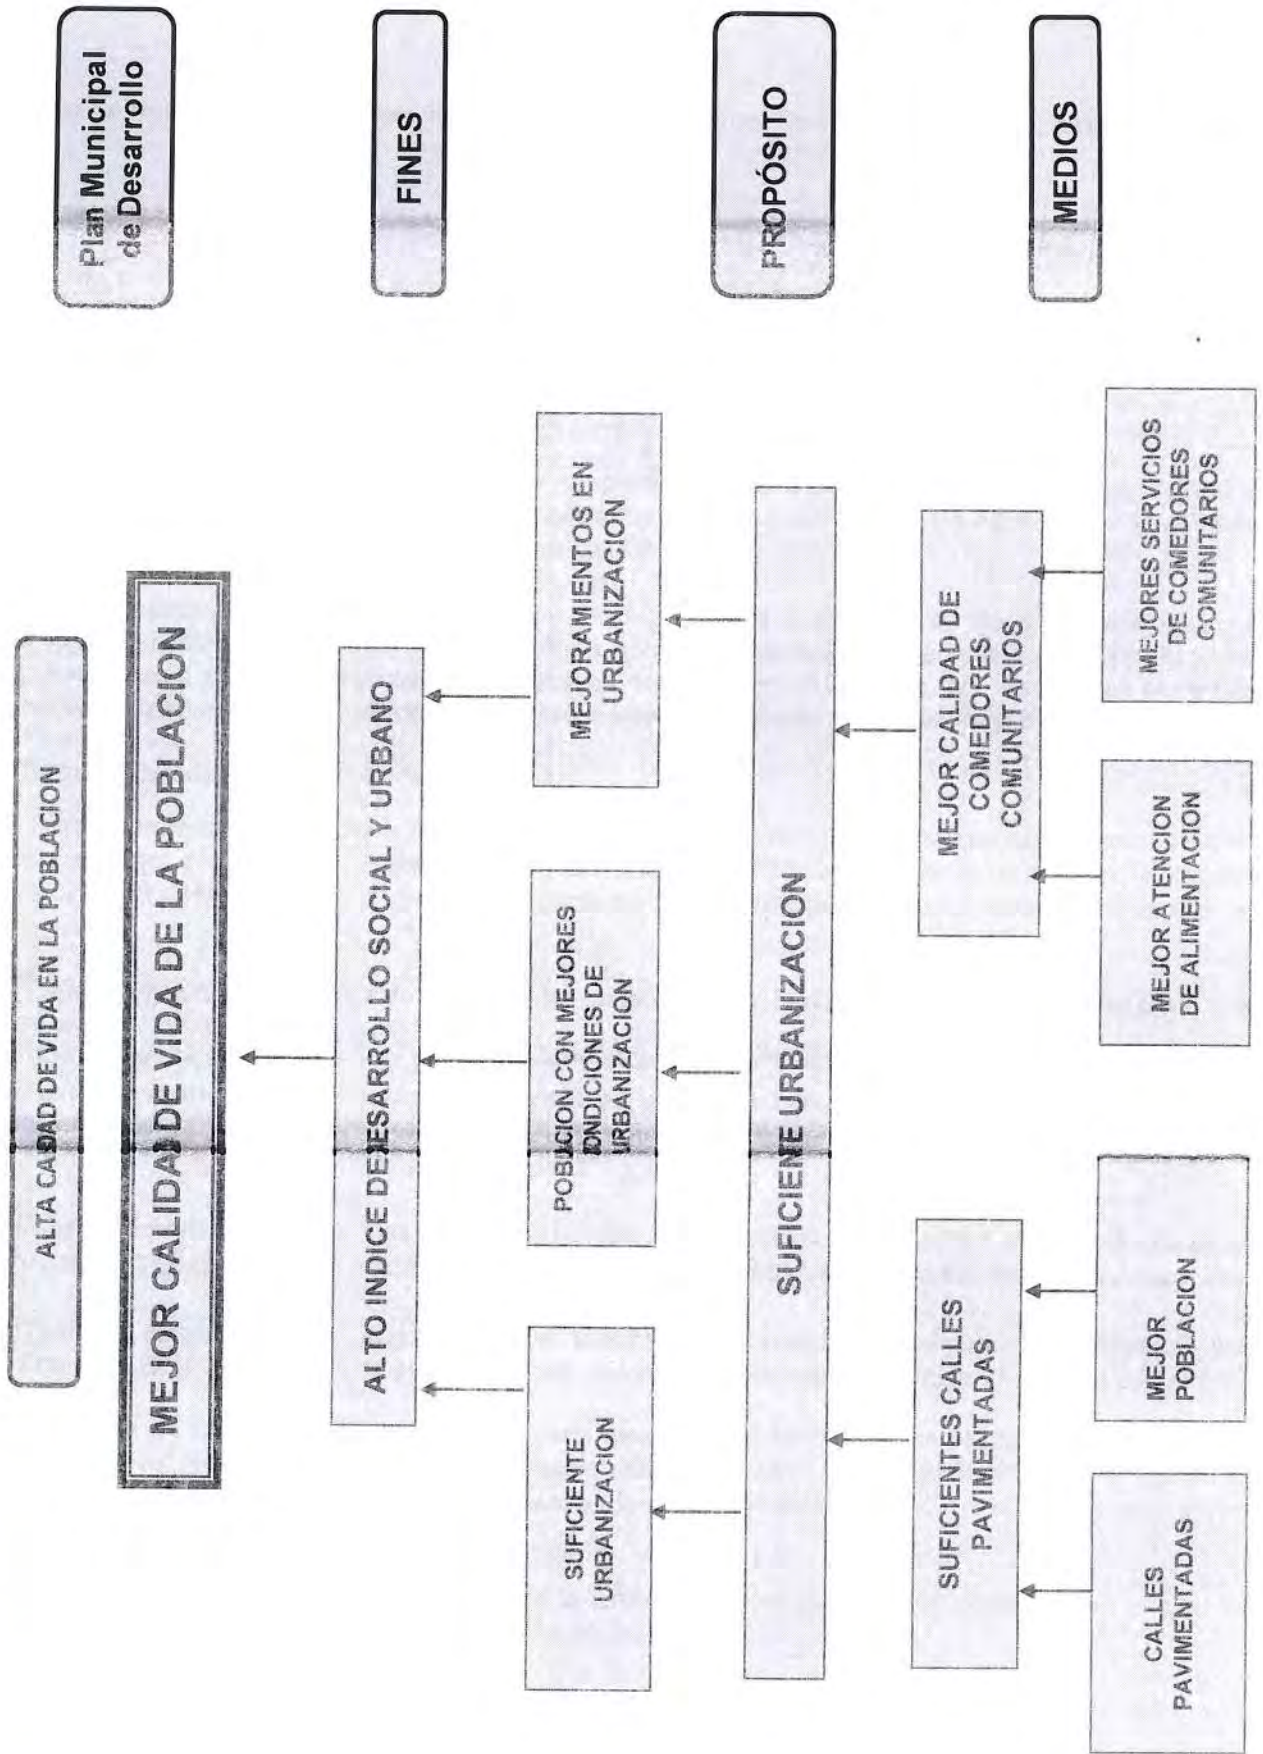 ALTA DE VIDA EN LA POBLACION
Plan Municipal
de Desarrollo
MEJOR CALIDAD DE VIDA DE LA POBLACION
ALTO INDICE DESARROLLO SOCIAL Y URBANO
FINES
SUFICIENTE
URBANIZACION
CON MEJORES
CONDICIONES DE
URBANIZACION
MEJORAMIENTOS EN
URBANIZACION
SUFICIENTE URBANIZACION
PROPÓSITO
SUFICIENTES CALLES
PAVIMENTADAS
MEJOR CALIDAD DE
COMEDORES
COMUNITARIOS
MEDIOS
CALLES
PAVIMENTADAS
MEJOR
POBLACION
MEJOR ATENCION
DE ALIMENTACION
MEJORES SERVICIOS
DE COMEDORES
COMUNITARIOS